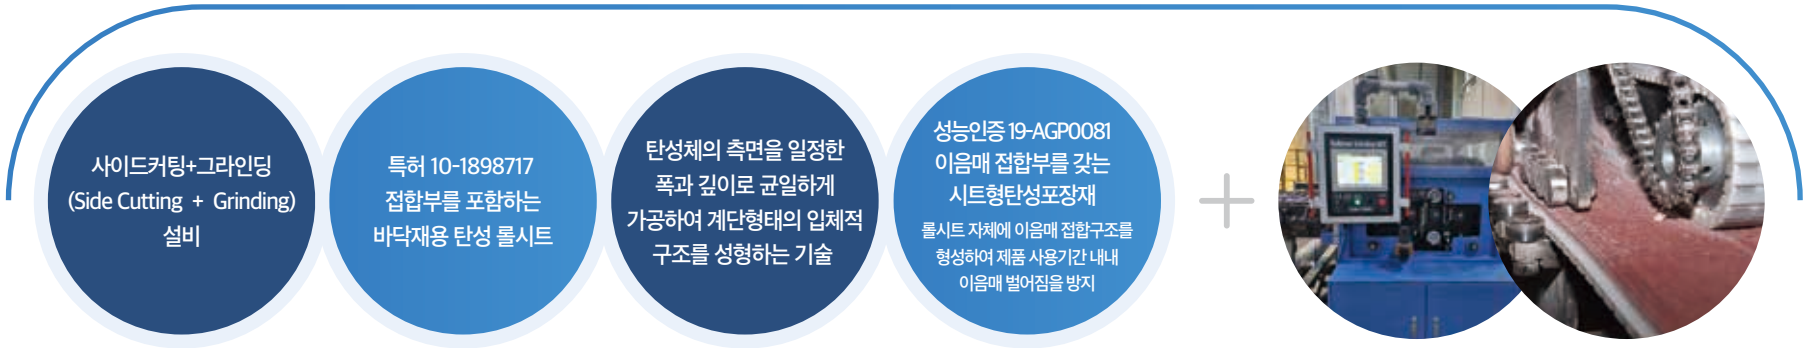 사이드커팅+그라인딩
(Side Cutting + Grinding)
설비
특허 10-1898717
접합부를 포함하는
바닥재용 탄성 롤시트
탄성체의 측면을 일정한
폭과 깊이로 균일하게
가공하여 계단형태의 입체적
구조를 성형하는 기술
성능인증 19-AGP0081
이음매 접합부를 갖는
시트형탄성포장재
롤시트 자체에 이음매 접합구조를
형성하여 제품 사용기간 내내
이음매 벌어짐을 방지